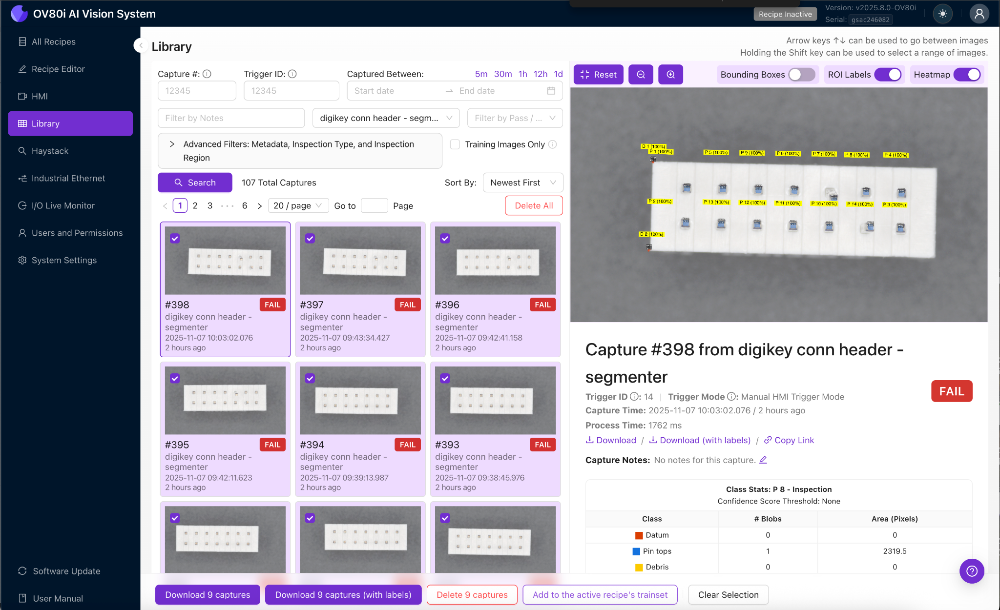 OV80i AI Vision System
Recipe Inactive
Version: v2025.8.0-OV80i
Serial: gsac246082
All Recipes
Recipe Editor
HMI
Library
Haystack
Industrial Ethernet
I/O Live Monitor
Users and Permissions
System Settings
Software Update
User Manual
Library
Arrow keys ↑↓ can be used to go between images
Holding the Shift key can be used to select a range of images.
Capture #:
12345
Trigger ID:
12345
Captured Between:
5m 30m 1h 12h 1d
Start date → End date
Filter by Notes
digikey conn header - segm...
Filter by Pass / ...
Advanced Filters: Metadata, Inspection Type, and Inspection
Region
Training Images Only
Search
107 Total Captures
Sort By: Newest First
1 2 3 ••• 6
20 / page
Go to Page
Delete All
#398 FAIL
digikey conn header -
segmenter
2025-11-07 10:03:02.076
2 hours ago
#397 FAIL
digikey conn header -
segmenter
2025-11-07 09:43:34.427
2 hours ago
#396 FAIL
digikey conn header -
segmenter
2025-11-07 09:42:41.158
2 hours ago
#395 FAIL
digikey conn header -
segmenter
2025-11-07 09:42:11.623
2 hours ago
#394 FAIL
digikey conn header -
segmenter
2025-11-07 09:39:13.987
2 hours ago
#393 FAIL
digikey conn header -
segmenter
2025-11-07 09:38:45.976
2 hours ago
Download 9 captures
Download 9 captures (with labels)
Delete 9 captures
Add to the active recipe's trainset
Clear Selection
Reset
Bounding Boxes
ROI Labels
Heatmap
D 1 (100%)
P 1 (100%) P 5 (100%) P 9 (100%) P 6 (100%) P 7 (100%) P 8 (100%) P 4 (100%)
P 2 (100%) P 13 (100%) P 12 (100%) P 11 (100%) P 10 (100%) P 14 (100%) P 3 (100%)
D 2 (100%)
Capture #398 from digikey conn header -
segmenter
FAIL
Trigger ID : 14 | Trigger Mode : Manual HMI Trigger Mode
Capture Time: 2025-11-07 10:03:02.076 / 2 hours ago
Process Time: 1762 ms
Download / Download (with labels) / Copy Link
Capture Notes: No notes for this capture.
Class Stats: P 8 - Inspection
Confidence Score Threshold: None
Class # Blobs Area (Pixels)
Datum 0 0
Pin tops 1 2319.5
Debris 0 0